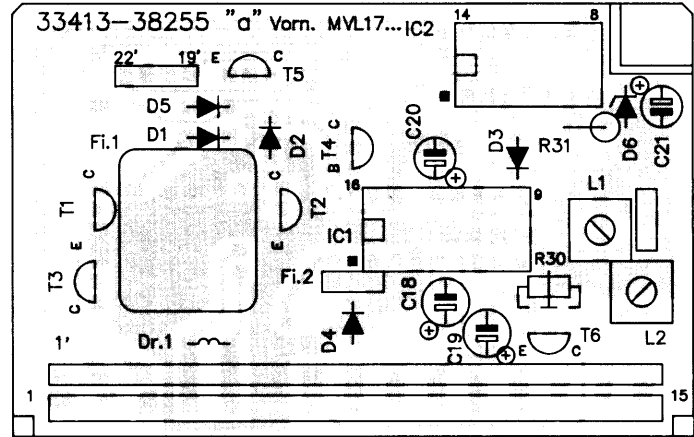 33413-38255 "a" Vorn. MVL17... IC2
14 8
22' 19' E C T5
D5
Fi.1 D1 D2 T4 C B C20 D3 R31 D6 C21
16 9
C T1 C T2 IC1 L1
E E
T3 C Fi.2 C18 R30
1' Dr.1 D4 C19 E C T6 L2
1 15